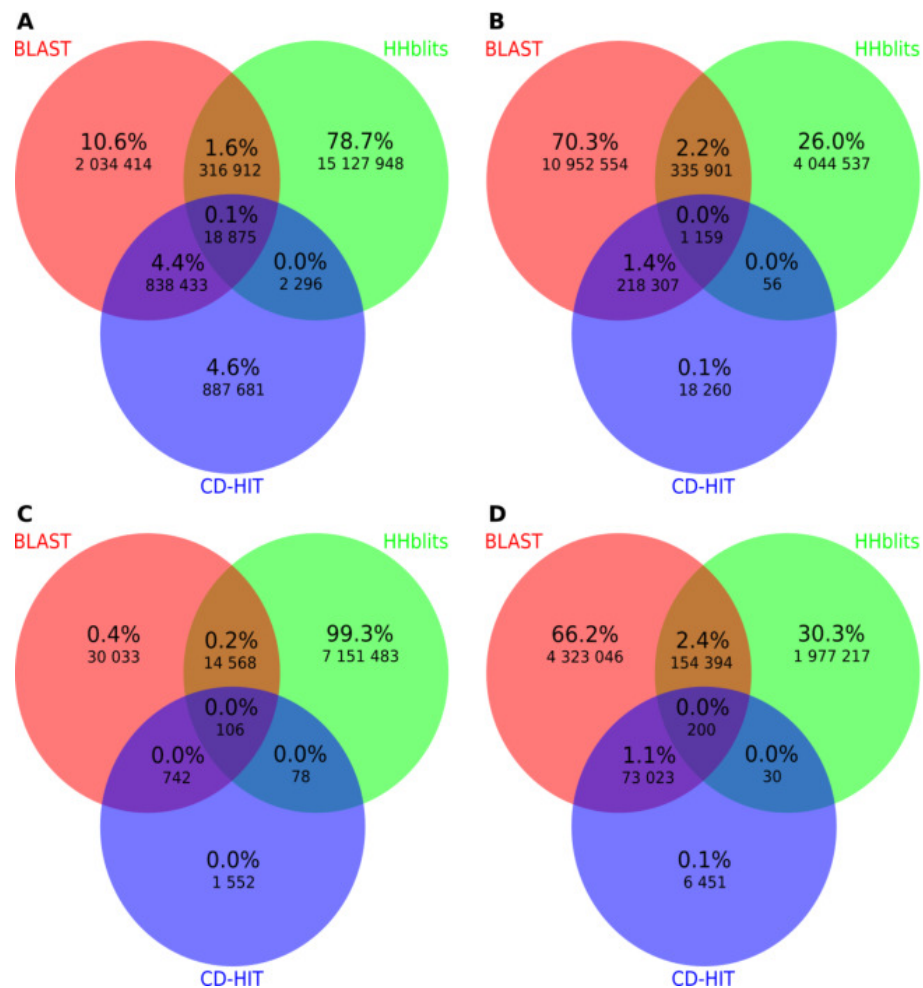 A
BLAST
HHblits
10.6%
2 034 414
1.6%
316 912
78.7%
15 127 948
0.1%
18 875
4.4%
838 433
0.0%
2 296
4.6%
887 681
CD-HIT
B
BLAST
HHblits
70.3%
10 952 554
2.2%
335 901
26.0%
4 044 537
0.0%
1 159
1.4%
218 307
0.0%
56
0.1%
18 260
CD-HIT
C
BLAST
HHblits
0.4%
30 033
0.2%
14 568
99.3%
7 151 483
0.0%
106
0.0%
742
0.0%
78
0.0%
1 552
CD-HIT
D
BLAST
HHblits
66.2%
4 323 046
2.4%
154 394
30.3%
1 977 217
0.0%
200
1.1%
73 023
0.0%
30
0.1%
6 451
CD-HIT